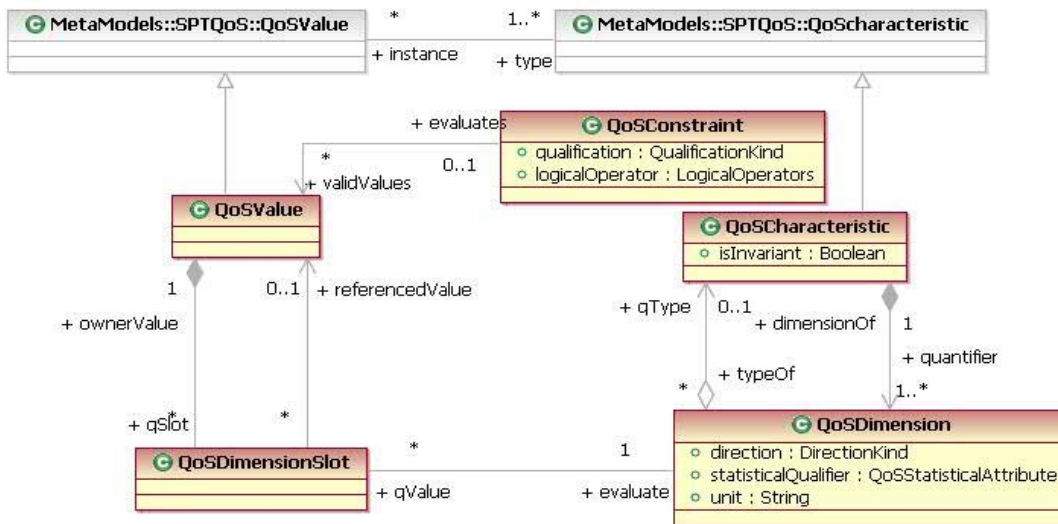 MetaModels::SPTQoS::QoSValue
* 1..*
MetaModels::SPTQoS::QoScharacteristic
+ instance
+ type
+ evaluates
QoSConstraint
qualification : QualificationKind
logicalOperator : LogicalOperators
*
0..1
+ validValues
QoSValue
QoSCharacteristic
isInvariant : Boolean
1
0..1 + referencedValue
+ ownerValue
+ qType
0..1
+ dimensionOf
1
+ quantifier
+ typeOf
*
1..*
*
+ qSlot
*
QoSDimension
direction : DirectionKind
statisticalQualifier : QoSStatisticalAttribute
unit : String
QoSDimensionSlot
* 1
+ qValue
+ evaluate